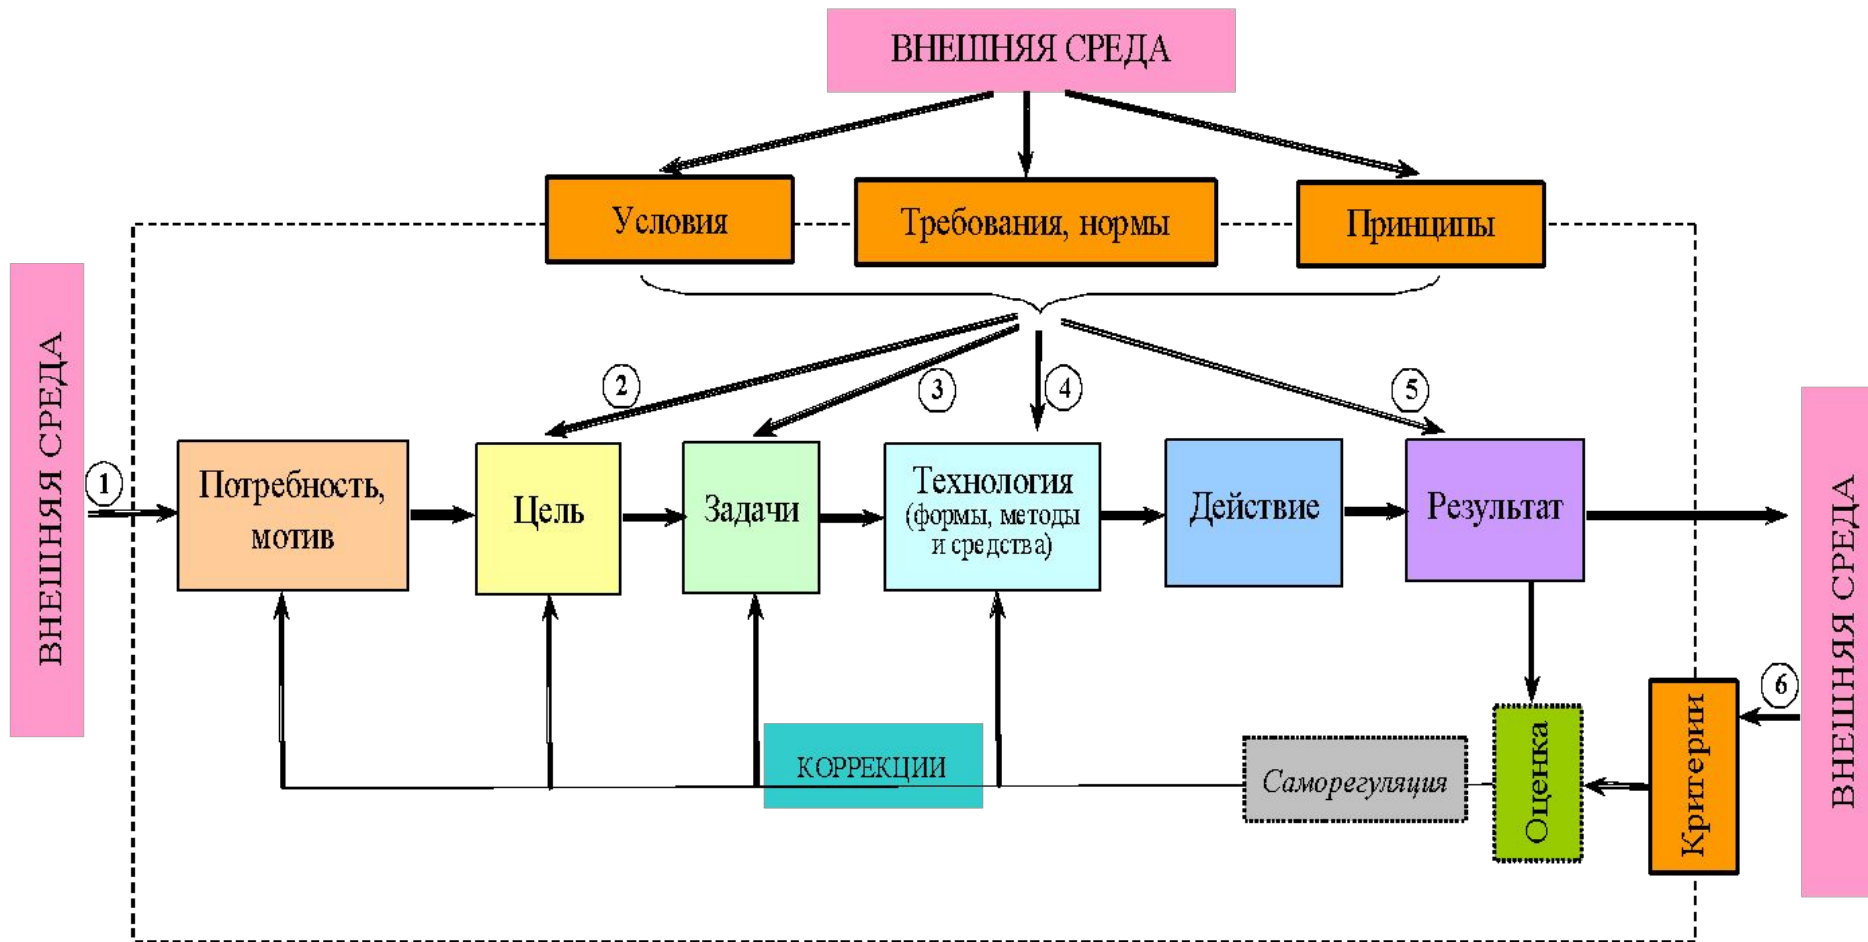 ВНЕШНЯЯ СРЕДА
Условия
Требования, нормы
Принципы
ВНЕШНЯЯ СРЕДА
1
2
3
4
5
Потребность,
мотив
Цель
Задачи
Технология
(формы, методы
и средства)
Действие
Результат
ВНЕШНЯЯ СРЕДА
6
КОРРЕКЦИИ
Саморегуляция
Оценка
Критерии